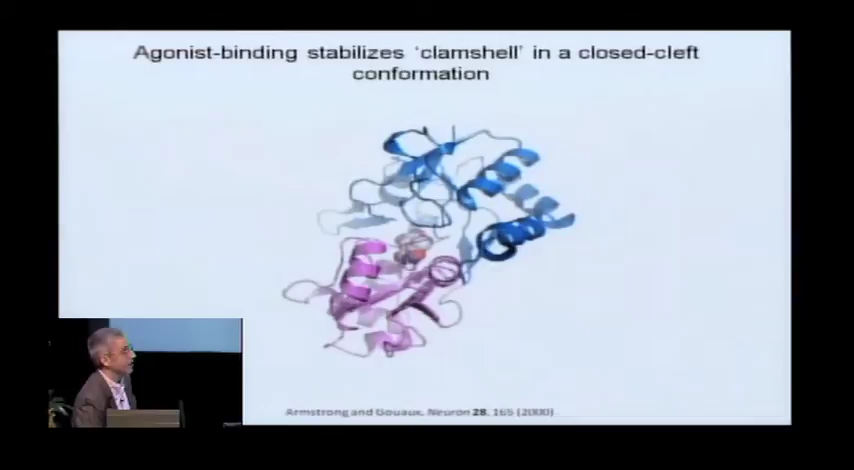 Agonist-binding stabilizes ‘clamshell’ in a closed-cleft
conformation
Armstrong and Gouaux, Neuron 28, 165 (2000)